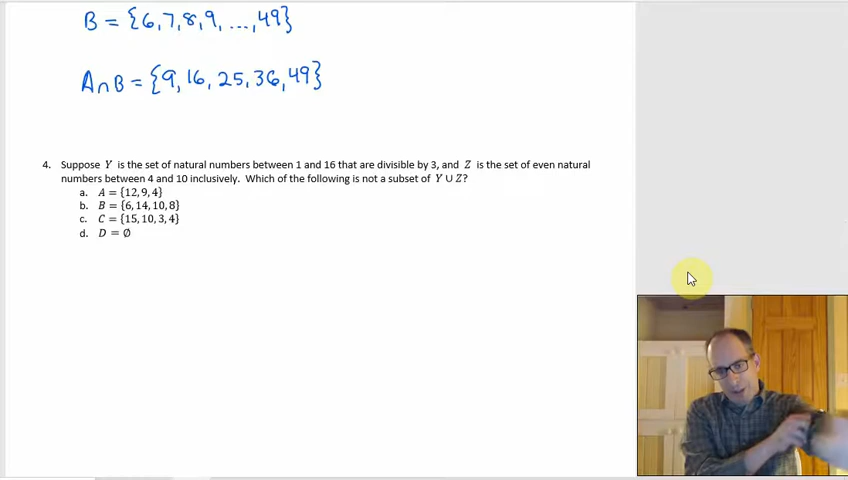 B = {6,7,8,9, ...,49}
A∩B = {9,16,25,36,49}
4. Suppose Y is the set of natural numbers between 1 and 16 that are divisible by 3, and Z is the set of even natural
numbers between 4 and 10 inclusively. Which of the following is not a subset of Y ∪ Z?
a. A = {12,9,4}
b. B = {6,14,10,8}
c. C = {15,10,3,4}
d. D = ∅